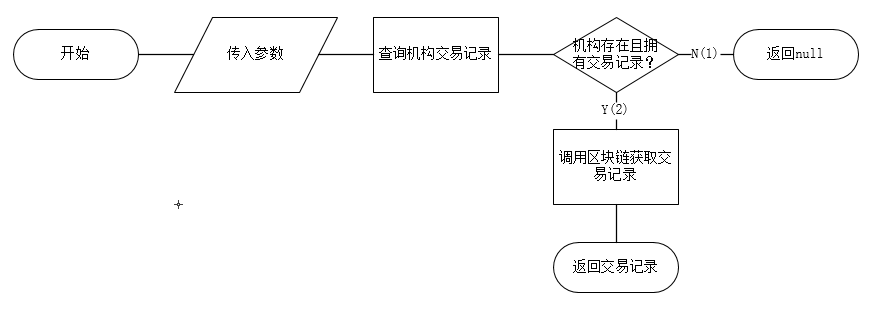 开始
传入参数
查询机构交易记录
机构存在且拥
有交易记录？
N(1)
返回null
Y(2)
调用区块链获取交
易记录
返回交易记录